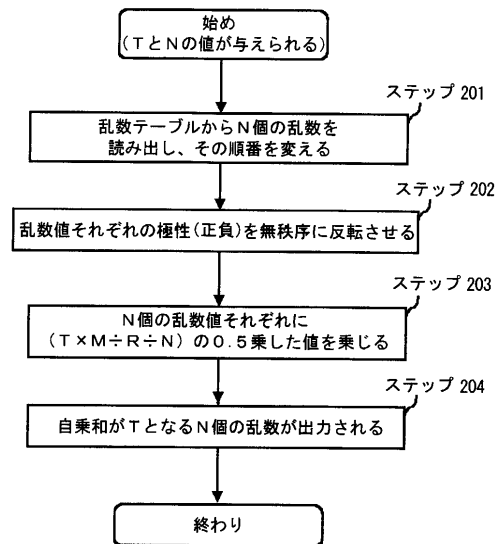 始め
(TとNの値が与えられる)
ステップ 201
乱数テーブルからN個の乱数を
読み出し、その順番を変える
ステップ 202
乱数値それぞれの極性(正負)を無秩序に反転させる
ステップ 203
N個の乱数値それぞれに
(T×M÷R÷N)の0.5乗した値を乗じる
ステップ 204
自乗和がTとなるN個の乱数が出力される
終わり